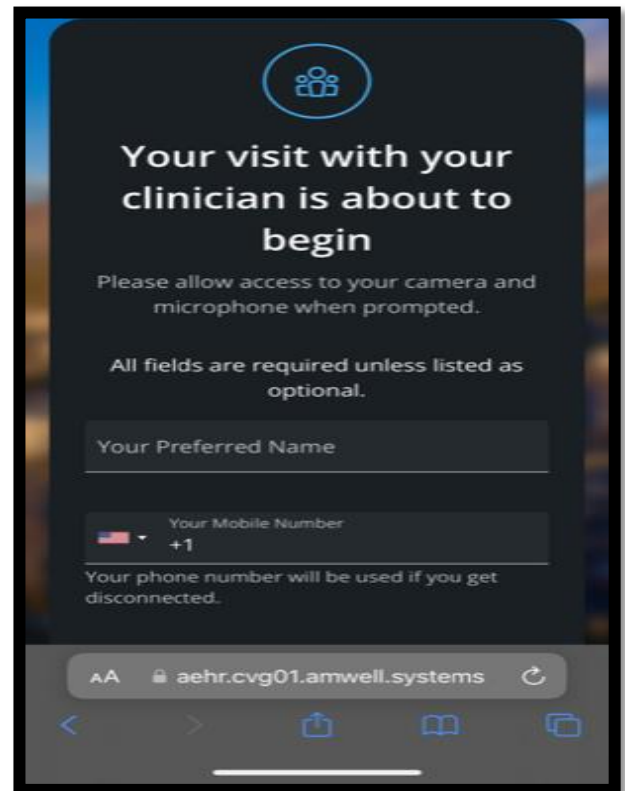 Your visit with your
clinician is about to
begin
Please allow access to your camera and
microphone when prompted.
All fields are required unless listed as
optional.
Your Preferred Name
Your Mobile Number
+1
Your phone number will be used if you get
disconnected.
AA aehr.cvg01.amwell.systems